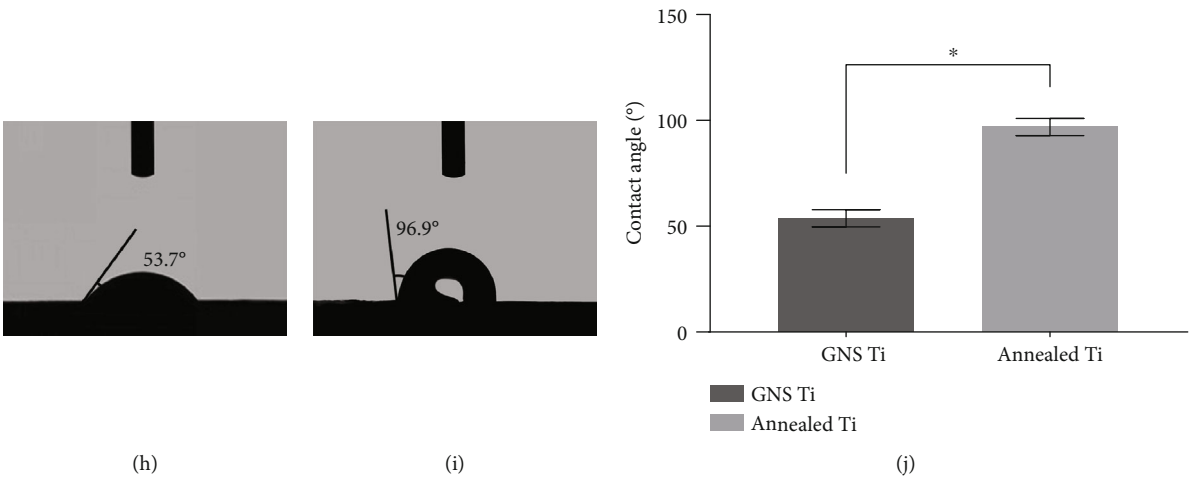 53.7°
(h)
96.9°
(i)
150
100
50
0
Contact angle (°)
*
GNS Ti
Annealed Ti
GNS Ti
Annealed Ti
(j)